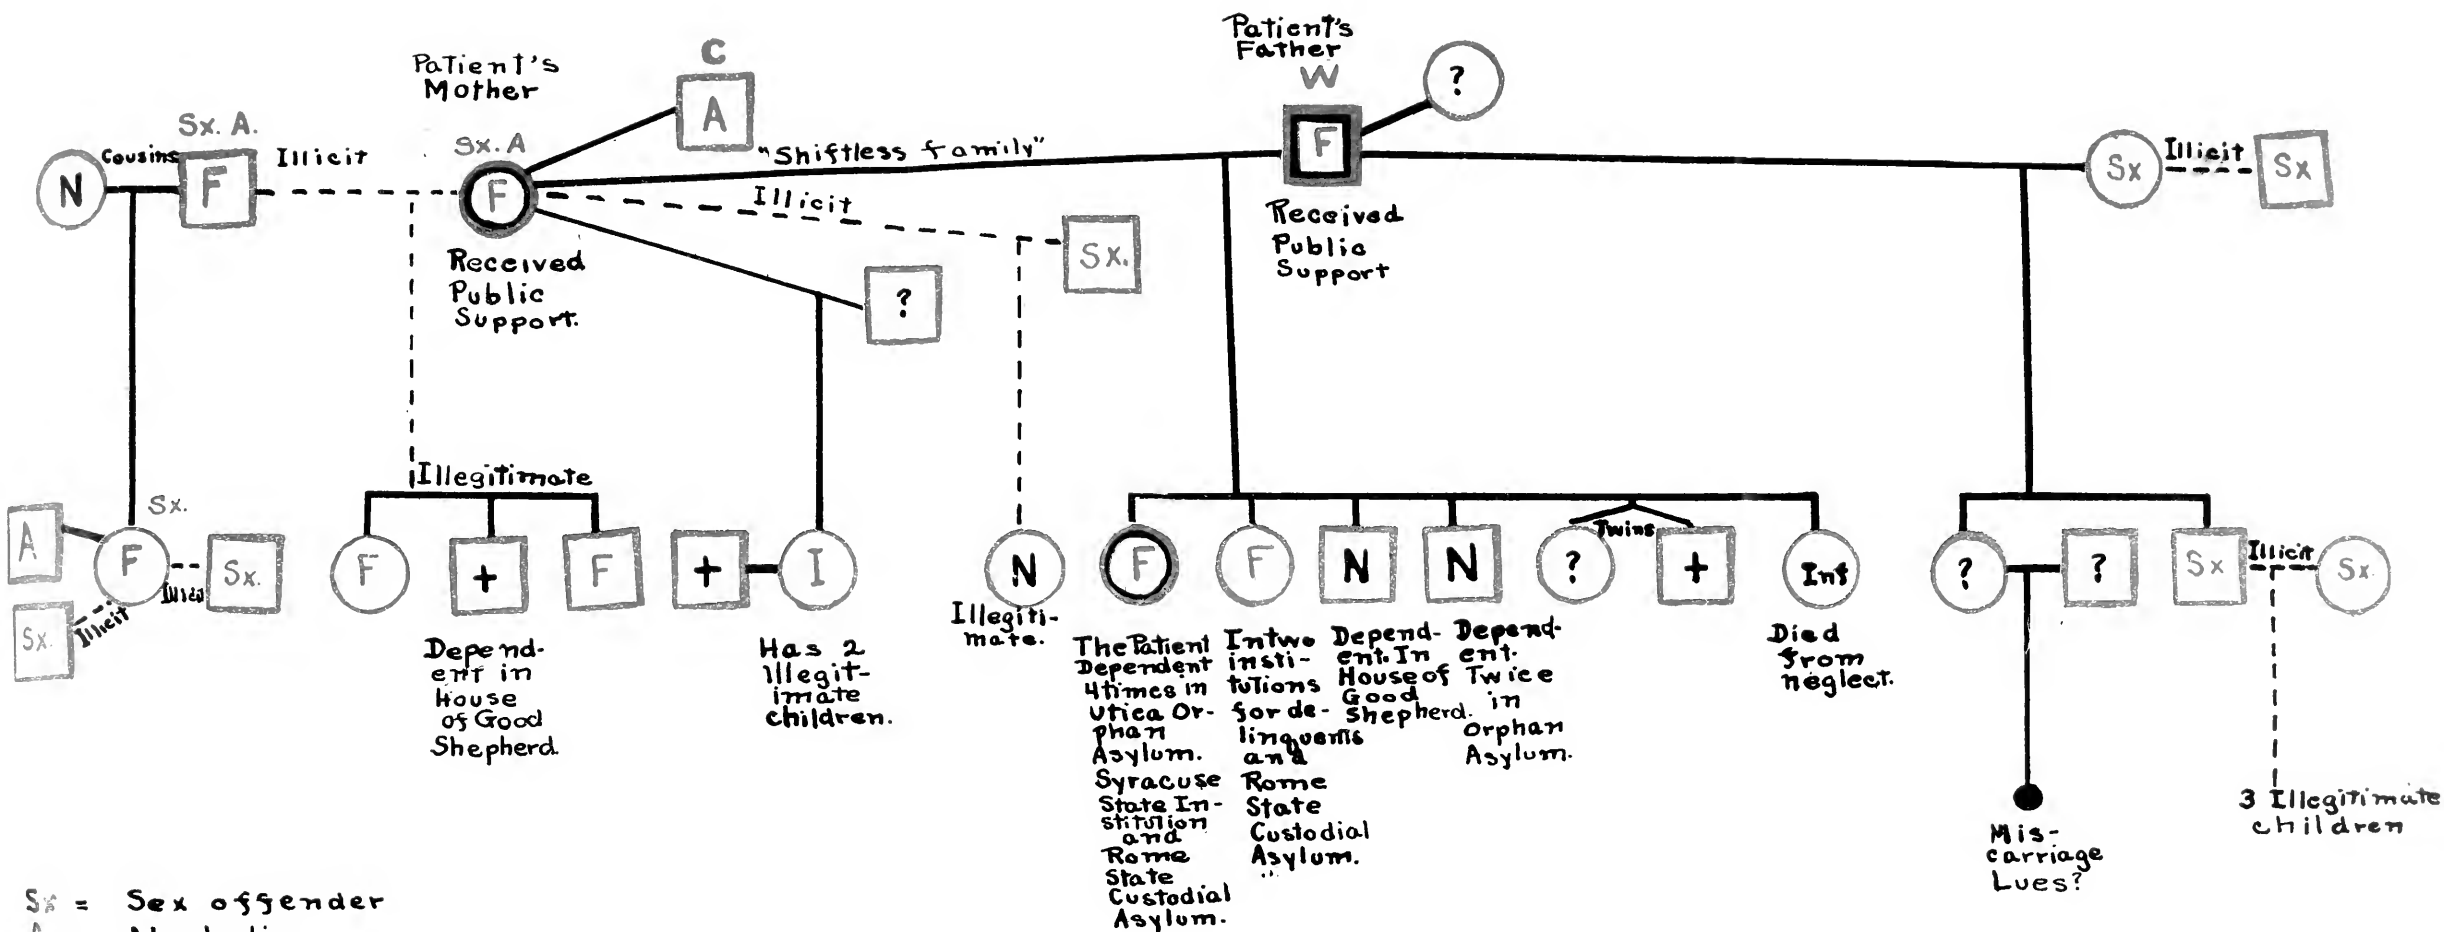 Patient's
Father
W
?
C
Patient's
Mother
A
F
Sx. A.
Sx. A
"Shiftless family"
Cousins
Illicit
N
F
F
Illicit
Sx
Illicit
Sx
Received
Public
Support
Sx.
Received
Public
Support.
?
Illegitimate
Sx.
A
F
Sx.
Illicit
Sx.
F
+
F
+
I
N
F
F
N
N
?
Twins
+
Inf
?
?
Sx
Illicit
Sx.
Depend-
ent in
House
of Good
Shepherd.
Has 2
Illegit-
imate
children.
Illegiti-
mate.
The Patient
Dependent
4 times in
Utica Or-
phan
Asylum.
Syracuse
State In-
stitution
and
Rome
State
Custodial
Asylum.
In two
insti-
tutions
for de-
linquents
and
Rome
State
Custodial
Asylum.
Depend-
ent. In
House of
Good
Shepherd.
Depend-
ent.
Twice
in
Orphan
Asylum.
Died
from
neglect.
Mis-
carriage
Lues?
3 Illegitimate
children
Sx = Sex offender